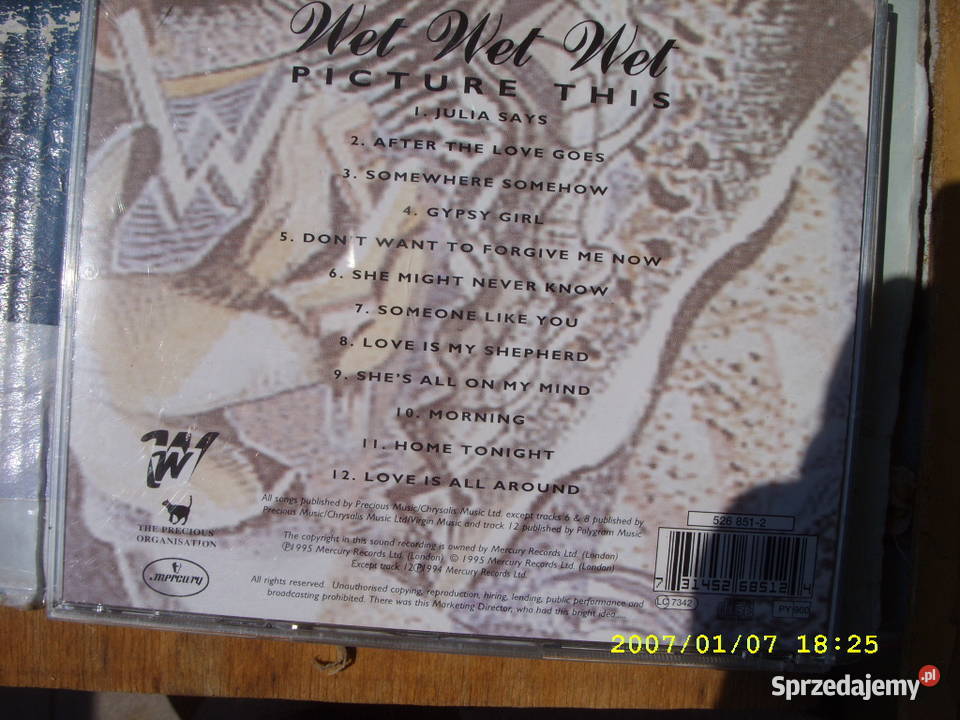 Wet Wet Wet
PICTURE THIS
1. JULIA SAYS
2. AFTER THE LOVE GOES
3. SOMEWHERE SOMEHOW
4. GYPSY GIRL
5. DON'T WANT TO FORGIVE ME NOW
6. SHE MIGHT NEVER KNOW
7. SOMEONE LIKE YOU
8. LOVE IS MY SHEPHERD
9. SHE'S ALL ON MY MIND
10. MORNING
11. HOME TONIGHT
12. LOVE IS ALL AROUND
All songs published by Precious Music/Chrysalis Music Ltd. except tracks 6 & 8 published by
Precious Music/Chrysalis Music Ltd/Virgin Music and track 12 published by Polygram Music
The copyright in this sound recording is owned by Mercury Records Ltd. (London)
Ⓟ1995 Mercury Records Ltd. (London). © 1995 Mercury Records Ltd. (London)
Except track 12Ⓟ1994 Mercury Records Ltd.
All rights reserved. Unauthorised copying, reproduction, hiring, lending, public performance and
broadcasting prohibited. There was this Marketing Director, who had this bright idea....
THE PRECIOUS
ORGANISATION
mercury
526 851-2
7 31452 68512 4
LC 7342
PY 900
2007/01/07 18:25
Sprzedajemy.pl